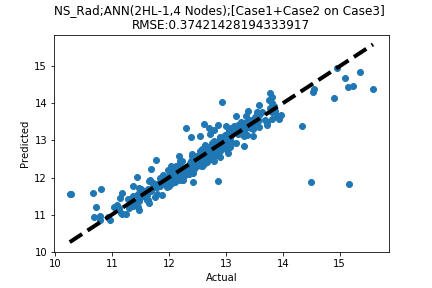 NS_Rad;ANN(2HL-1,4 Nodes);[Case1+Case2 on Case3]
RMSE:0.37421428194333917
15
14
13
12
11
10
Predicted
10 11 12 13 14 15
Actual